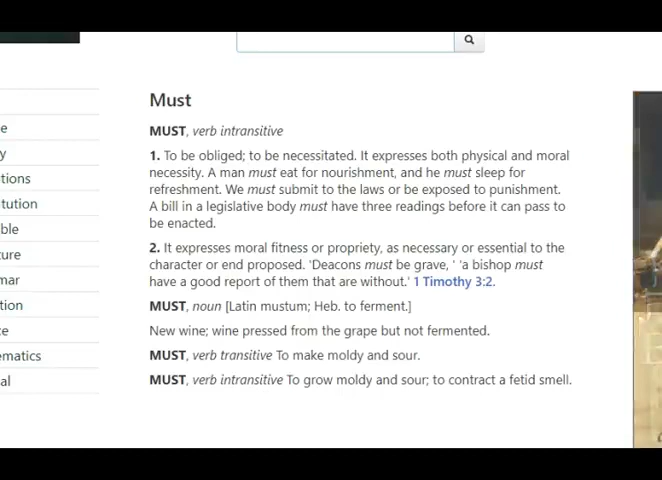 Must
MUST, verb intransitive
1. To be obliged; to be necessitated. It expresses both physical and moral
necessity. A man must eat for nourishment, and he must sleep for
refreshment. We must submit to the laws or be exposed to punishment.
A bill in a legislative body must have three readings before it can pass to
be enacted.
2. It expresses moral fitness or propriety, as necessary or essential to the
character or end proposed. 'Deacons must be grave, ' 'a bishop must
have a good report of them that are without.' 1 Timothy 3:2.
MUST, noun [Latin mustum; Heb. to ferment.]
New wine; wine pressed from the grape but not fermented.
MUST, verb transitive To make moldy and sour.
MUST, verb intransitive To grow moldy and sour; to contract a fetid smell.
e
y
tions
tution
ble
ture
mar
tion
e
ematics
al